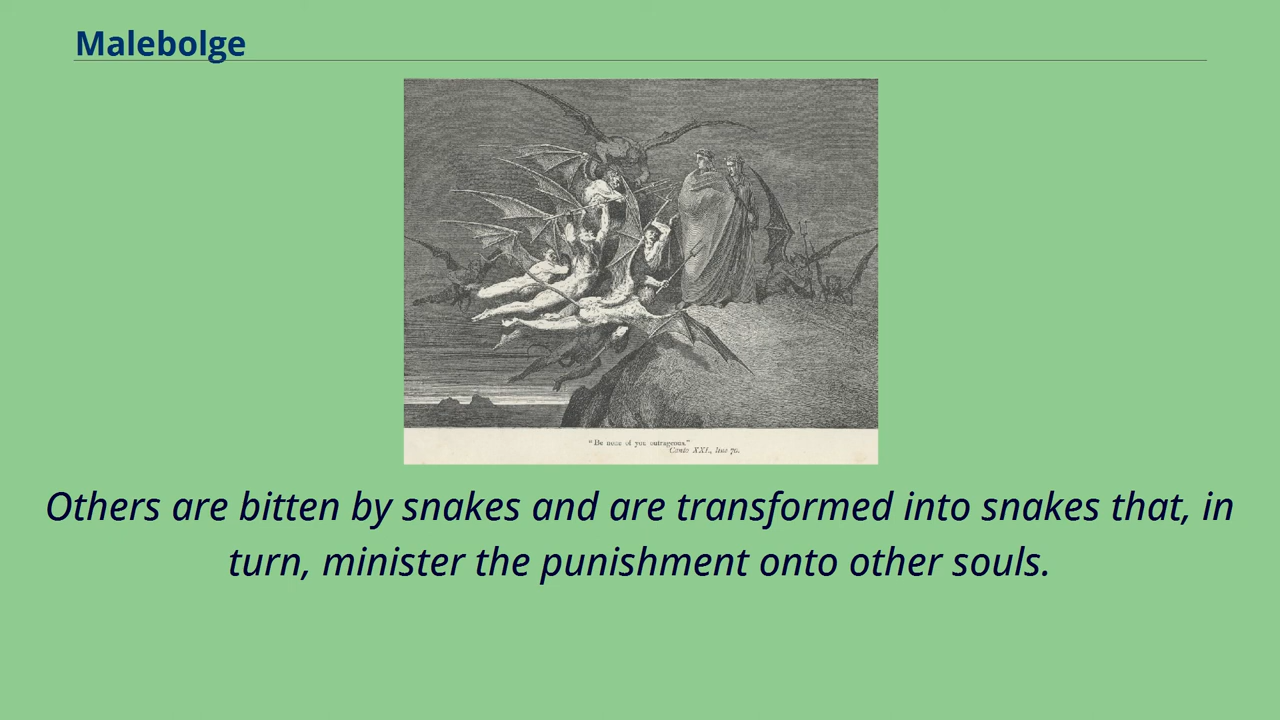 Malebolge
"Be none of you outrageous."
Canto XXI., line 70.
Others are bitten by snakes and are transformed into snakes that, in
turn, minister the punishment onto other souls.